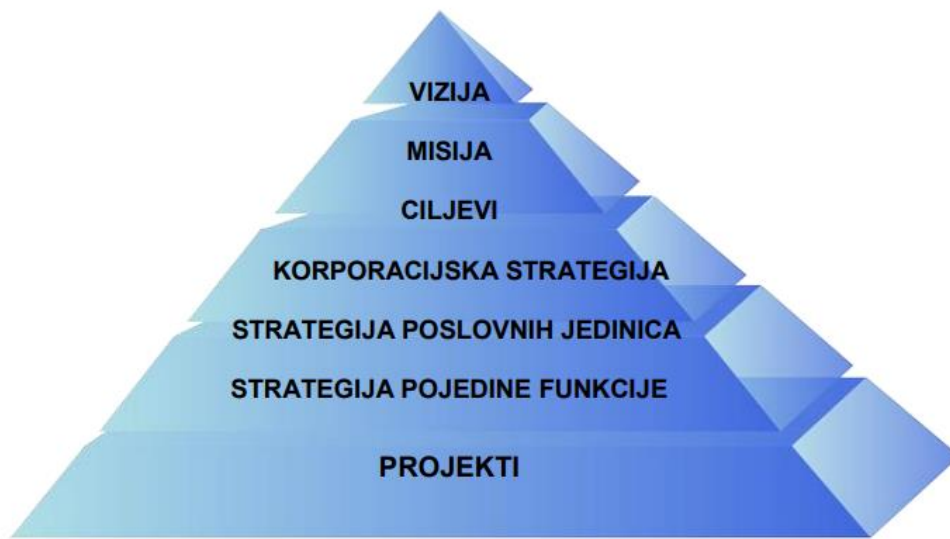 VIZIJA
MISIJA
CILJEVI
KORPORACIJSKA STRATEGIJA
STRATEGIJA POSLOVNIH JEDINICA
STRATEGIJA POJEDINE FUNKCIJE
PROJEKTI